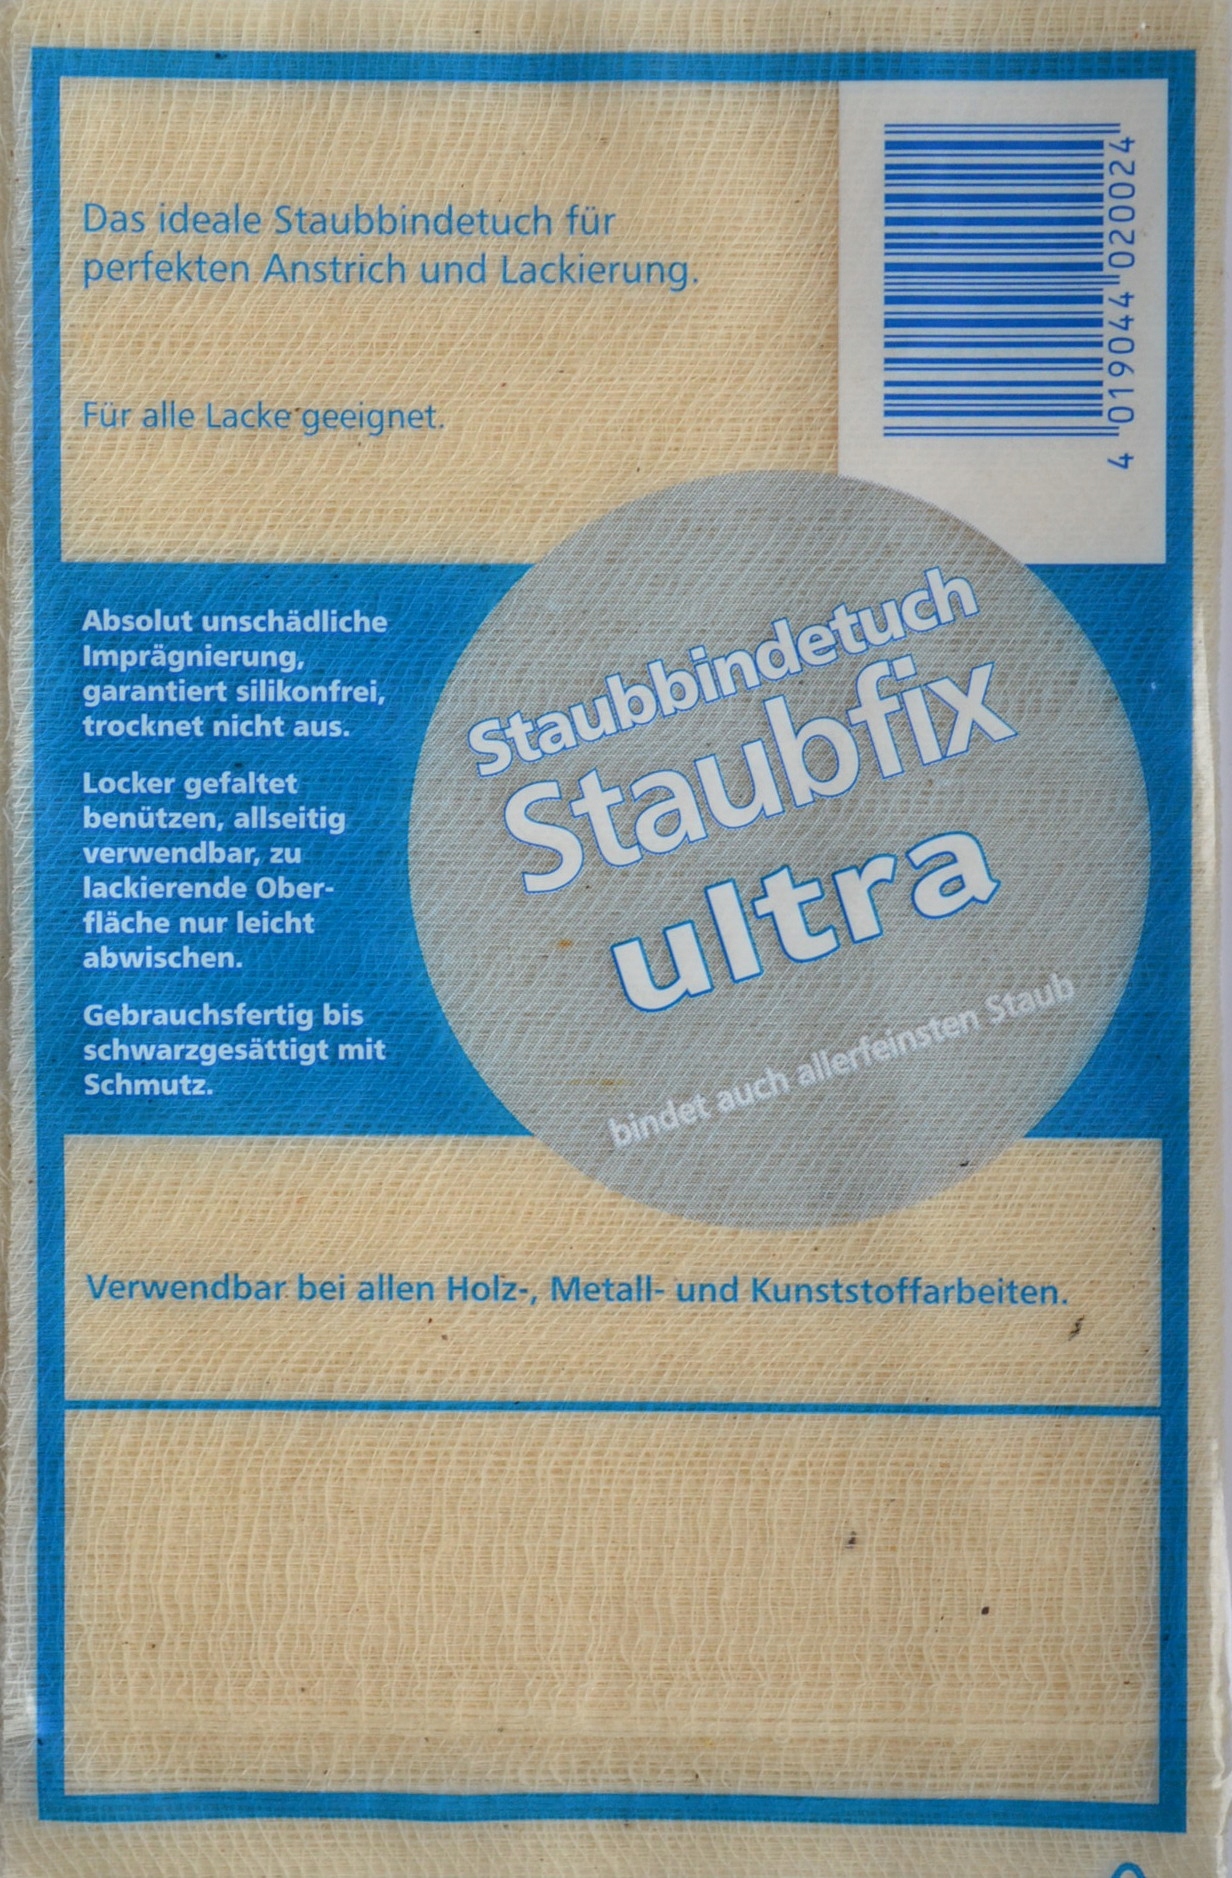 Das ideale Staubbindetuch für
perfekten Anstrich und Lackierung.
Für alle Lacke geeignet.
4 019044 020024
Absolut unschädliche
Imprägnierung,
garantiert silikonfrei,
trocknet nicht aus.
Locker gefaltet
benützen, allseitig
verwendbar, zu
lackierende Ober-
fläche nur leicht
abwischen.
Gebrauchsfertig bis
schwarzgesättigt mit
Schmutz.
Staubbindetuch
Staubfix
ultra
bindet auch allerfeinsten Staub
Verwendbar bei allen Holz-, Metall- und Kunststoffarbeiten.